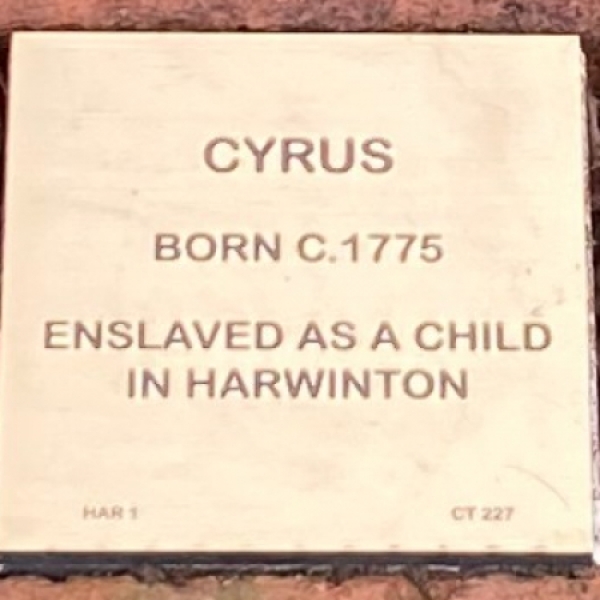 CYRUS
BORN C.1775
ENSLAVED AS A CHILD
IN HARWINTON
HAR 1 CT 227